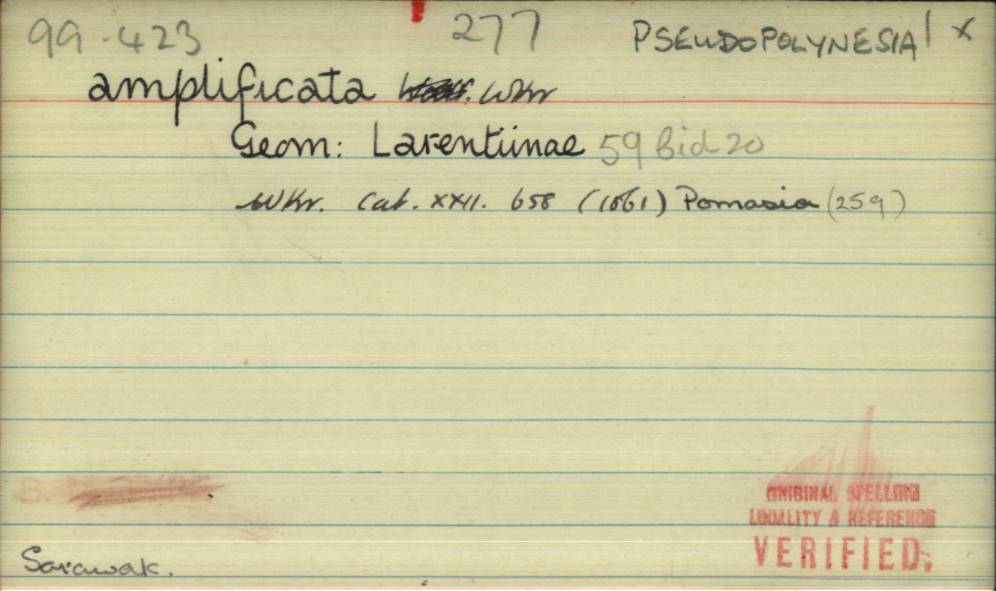 99-423 277 PSEUDOPOLYNESIA x
amplificata Wkr
Geom: Larentiinae 59 Bid 20
Wkr. Cat. XXII. 658 (1861) Pomasia (259)
B.
ORIGINAL SPELLING
LOCALITY & REFERENCE
VERIFIED.
Sarawak.